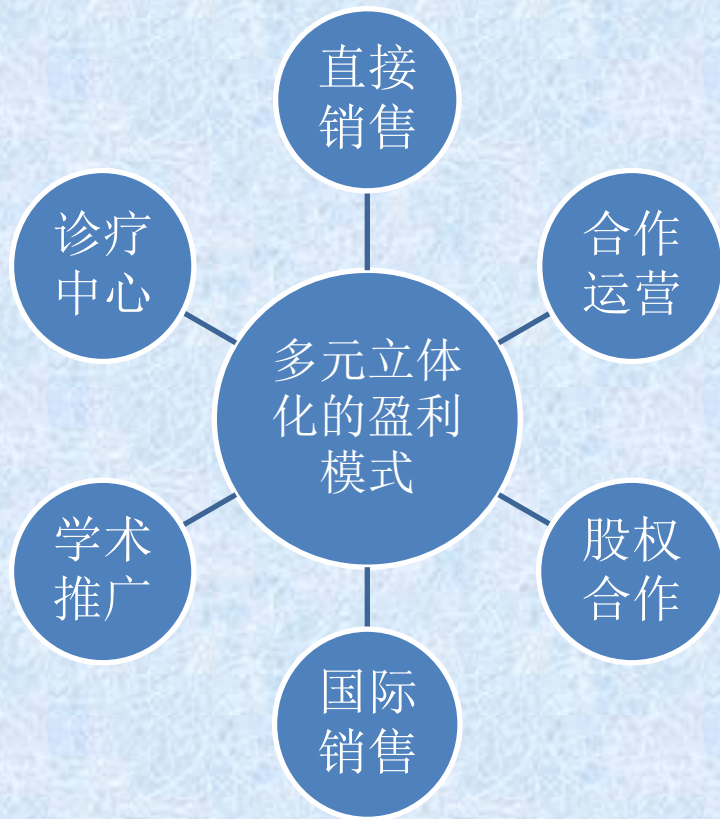 直接
销售
诊疗
中心
合作
运营
多元立体
化的盈利
模式
学术
推广
股权
合作
国际
销售